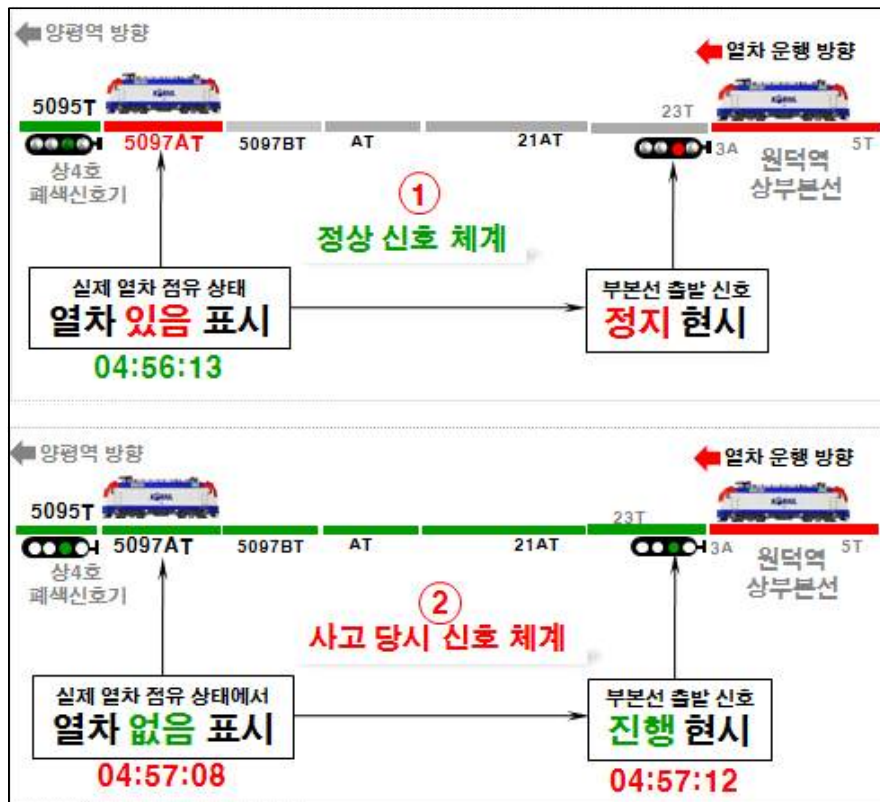 양평역 방향
열차 운행 방향
5095T
23T
5097AT
5097BT
AT
21AT
3A
5T
상4호
폐색신호기
원덕역
상부본선
1
정상 신호 체계
실제 열차 점유 상태
열차 있음 표시
부본선 출발 신호
정지 현시
04:56:13
양평역 방향
열차 운행 방향
5095T
23T
5097AT
5097BT
AT
21AT
3A
5T
상4호
폐색신호기
원덕역
상부본선
2
사고 당시 신호 체계
실제 열차 점유 상태에서
열차 없음 표시
부본선 출발 신호
진행 현시
04:57:08
04:57:12